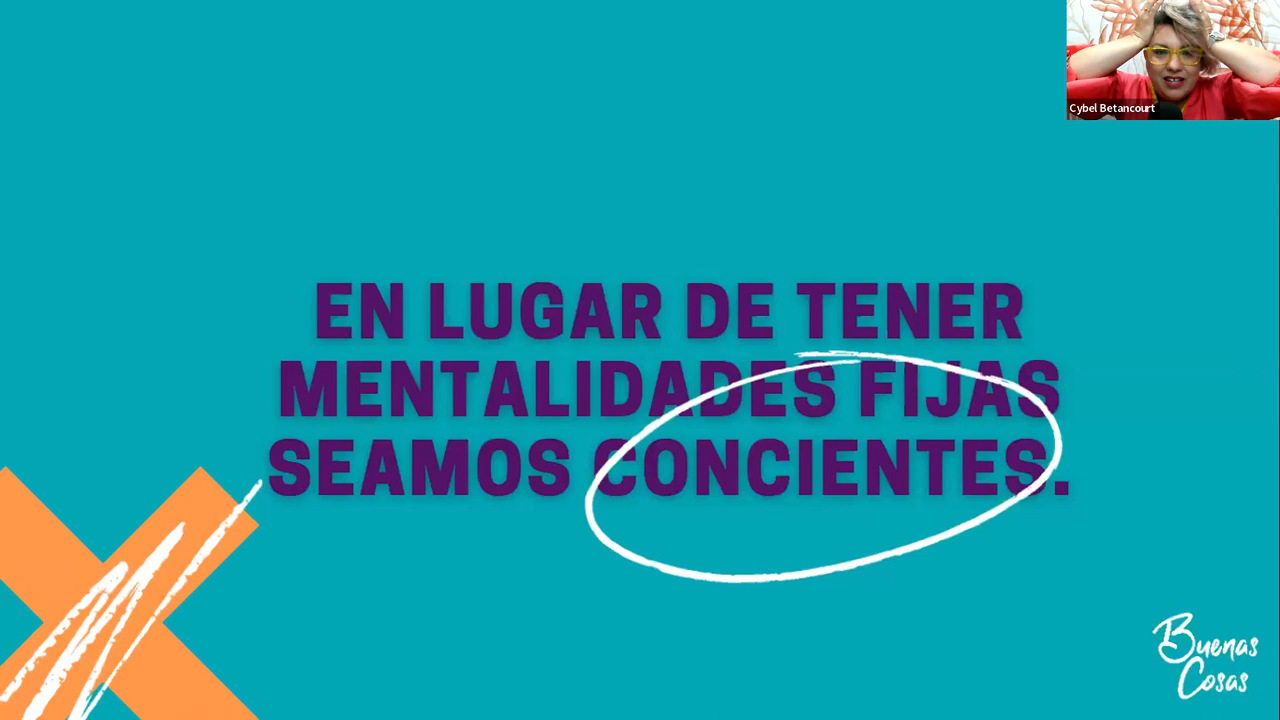 Cybel Betancourt
EN LUGAR DE TENER
MENTALIDADES FIJAS
SEAMOS CONCIENTES.
Buenas
Cosas